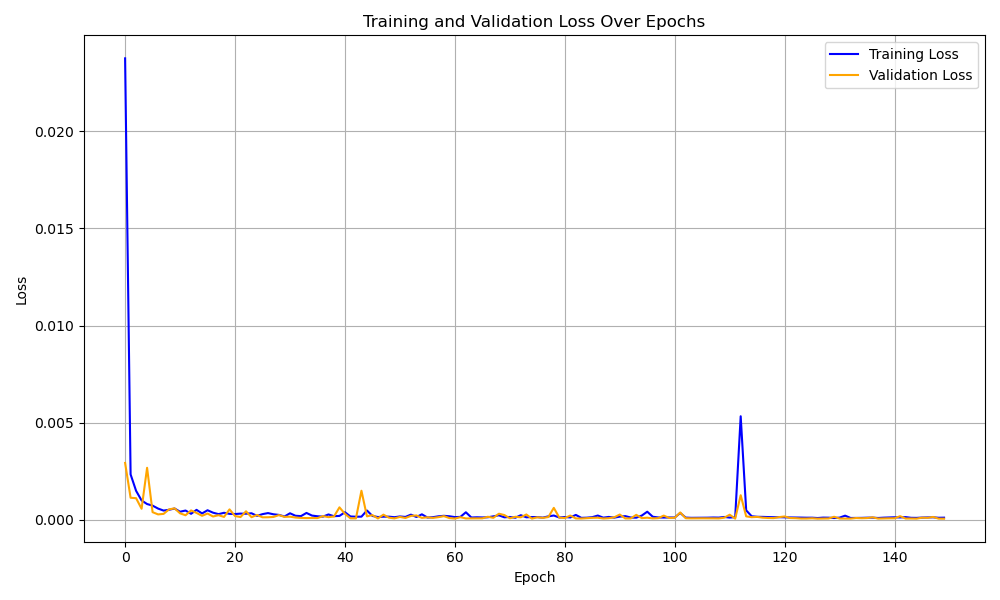 Training and Validation Loss Over Epochs
Training Loss
Validation Loss
0.020
0.015
0.010
0.005
0.000
Loss
0 20 40 60 80 100 120 140
Epoch